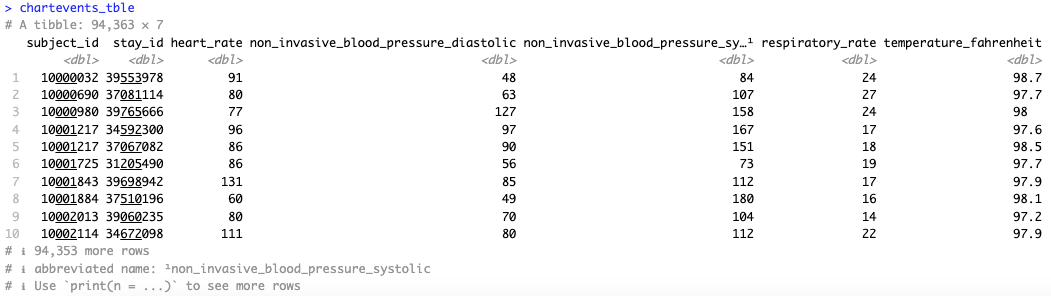 > chartevents_tble
# A tibble: 94,363 × 7
subject_id stay_id heart_rate non_invasive_blood_pressure_diastolic non_invasive_blood_pressure_sy…¹ respiratory_rate temperature_fahrenheit
<dbl> <dbl> <dbl> <dbl> <dbl> <dbl> <dbl>
1 10000032 39553978 91 48 84 24 98.7
2 10000690 37081114 80 63 107 27 97.7
3 10000980 39765666 77 127 158 24 98
4 10001217 34592300 96 97 167 17 97.6
5 10001217 37067082 86 90 151 18 98.5
6 10001725 31205490 86 56 73 19 97.7
7 10001843 39698942 131 85 112 17 97.9
8 10001884 37510196 60 49 180 16 98.1
9 10002013 39060235 80 70 104 14 97.2
10 10002114 34672098 111 80 112 22 97.9
# ℹ 94,353 more rows
# ℹ abbreviated name: ¹non_invasive_blood_pressure_systolic
# ℹ Use `print(n = ...)` to see more rows